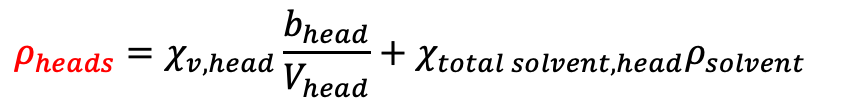 ρ_heads = χ_v,head b_head/V_head + χ_total solvent,head ρ_solvent